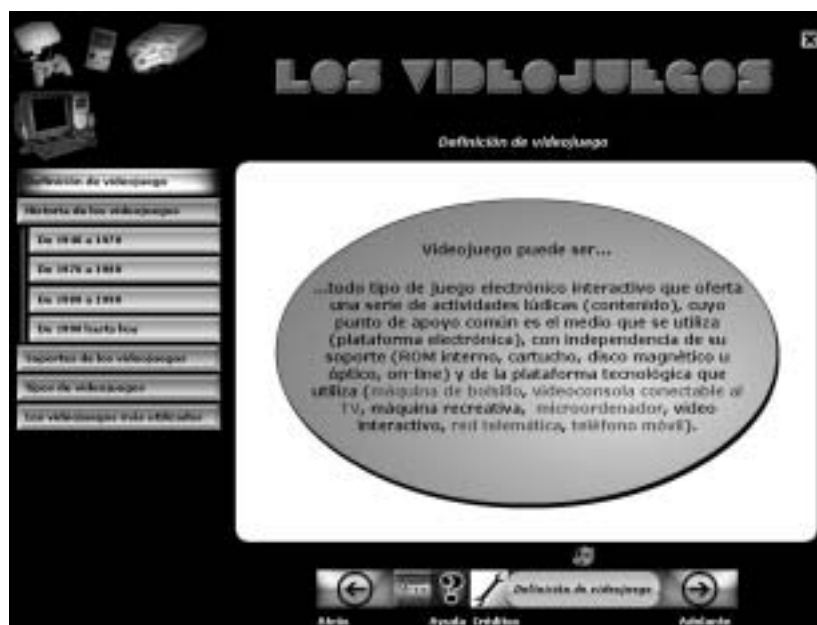 LOS VIDEOJUEGOS
Definición de videojuego
Definición de videojuego
Historia de los videojuegos
De 1940 a 1970
De 1970 a 1980
De 1980 a 1990
De 1990 hasta hoy
Soportes de los videojuegos
Tipos de videojuegos
Los videojuegos más utilizados
Videojuego puede ser...
...todo tipo de juego electrónico interactivo que oferta
una serie de actividades lúdicas (contenido), cuyo
punto de apoyo común es el medio que se utiliza
(plataforma electrónica), con independencia de su
soporte (ROM interno, cartucho, disco magnético u
óptico, on-line) y de la plataforma tecnológica que
utiliza (máquina de bolsillo, videoconsola conectable al
TV, máquina recreativa, microordenador, video
interactivo, red telemática, teléfono móvil).
Definición de videojuego
Atrás Ayuda Créditos Adelante